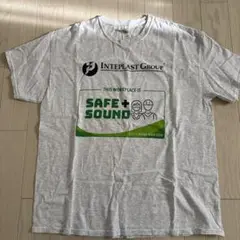 INTEPLAST GROUP
THIS WORKPLACE IS
SAFE +
SOUND